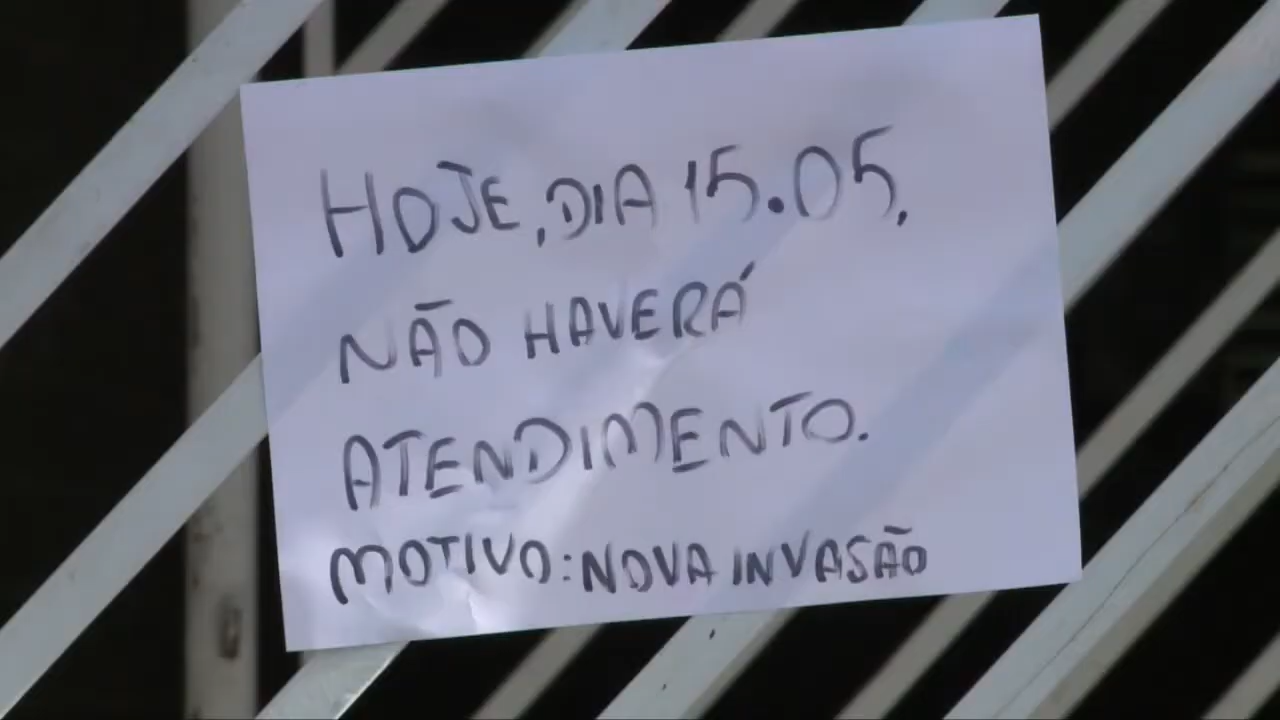 HOJE, DIA 15.05,
NÃO HAVERÁ
ATENDIMENTO.
MOTIVO: NOVA INVASÃO